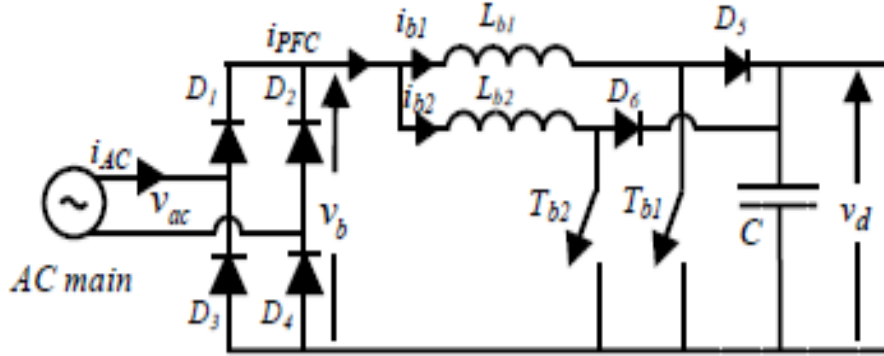 i_PFC
i_b1
L_b1
D_5
D_1
D_2
i_b2
L_b2
D_6
i_AC
v_ac
v_b
T_b2
T_b1
C
v_d
AC main
D_3
D_4